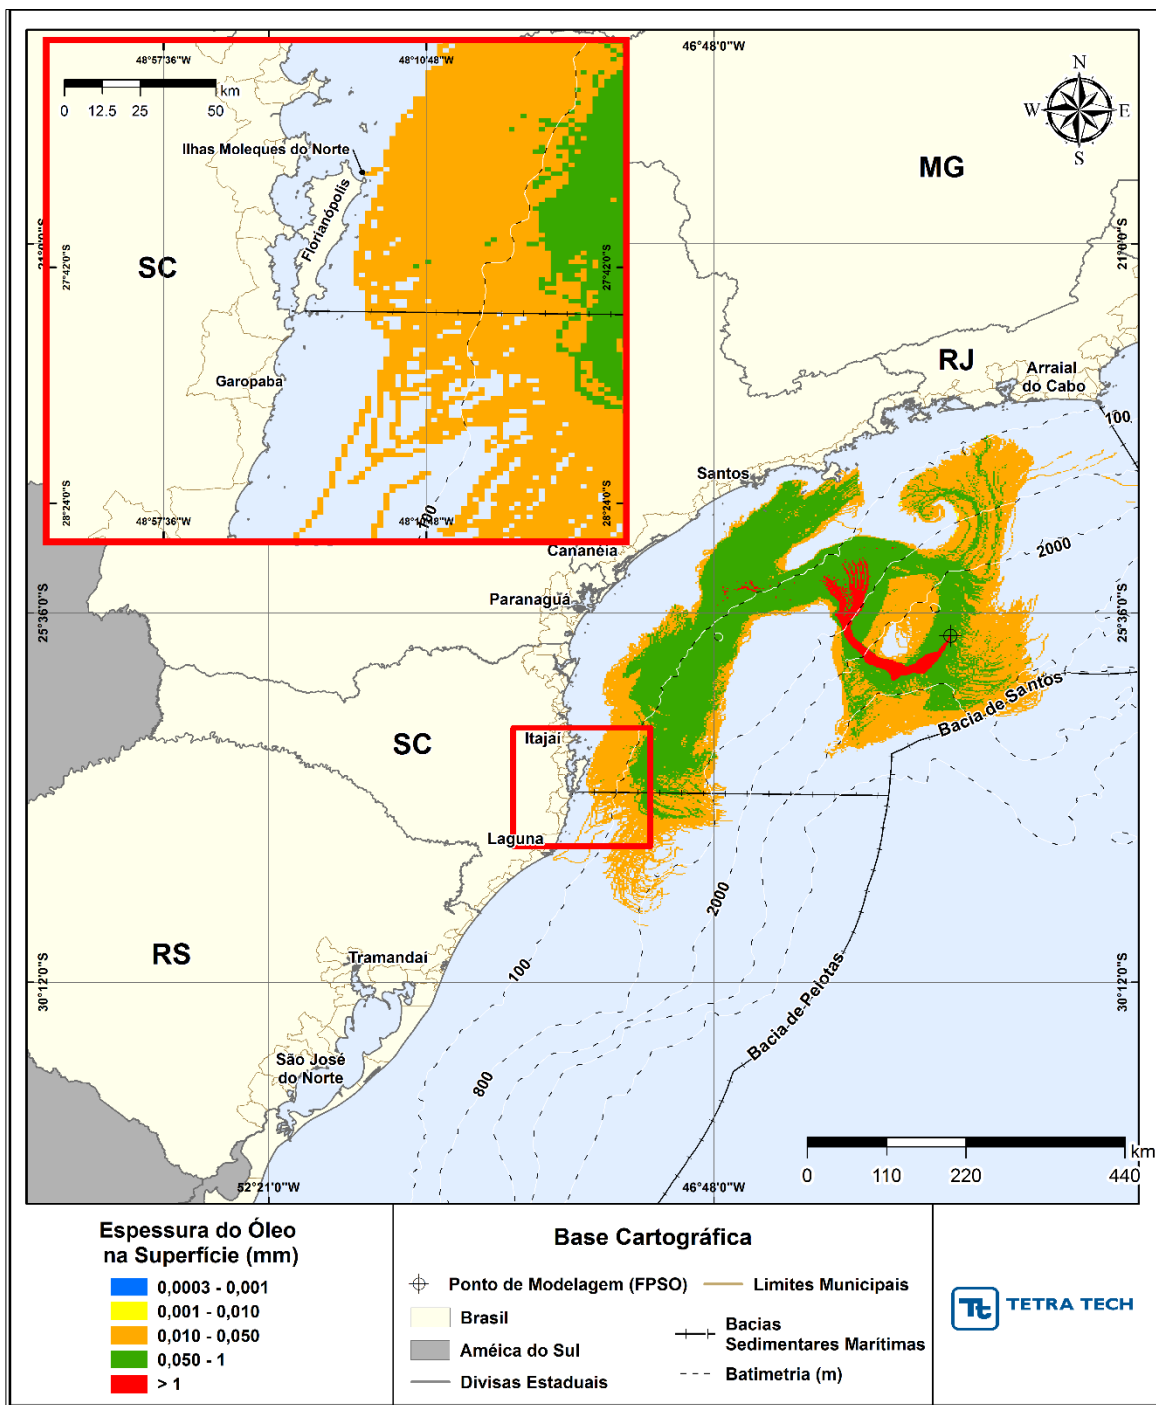 48°57'36"W
48°10'48"W
46°48'0"W
0 12.5 25 50 km
N
W E
S
Ilhas Moleques do Norte
Florianópolis
SC
MG
27°42'0"S
27°42'0"S
21°0'0"S
Garopaba
RJ
Arraial
do Cabo
100
Santos
28°24'0"S
28°24'0"S
48°57'36"W
100
2000
Cananéia
Paranaguá
25°36'0"S
25°36'0"S
Bacia de Santos
Itajaí
SC
Laguna
2000
RS
Tramandaí
100
30°12'0"S
30°12'0"S
Bacia de Pelotas
São José
do Norte
800
0 110 220 440 km
52°21'0"W
46°48'0"W
Espessura do Óleo
na Superfície (mm)
0,0003 - 0,001
0,001 - 0,010
0,010 - 0,050
0,050 - 1
> 1
Base Cartográfica
Ponto de Modelagem (FPSO)
Brasil
Améica do Sul
Divisas Estaduais
Limites Municipais
Bacias
Sedimentares Marítimas
Batimetria (m)
Tt TETRA TECH